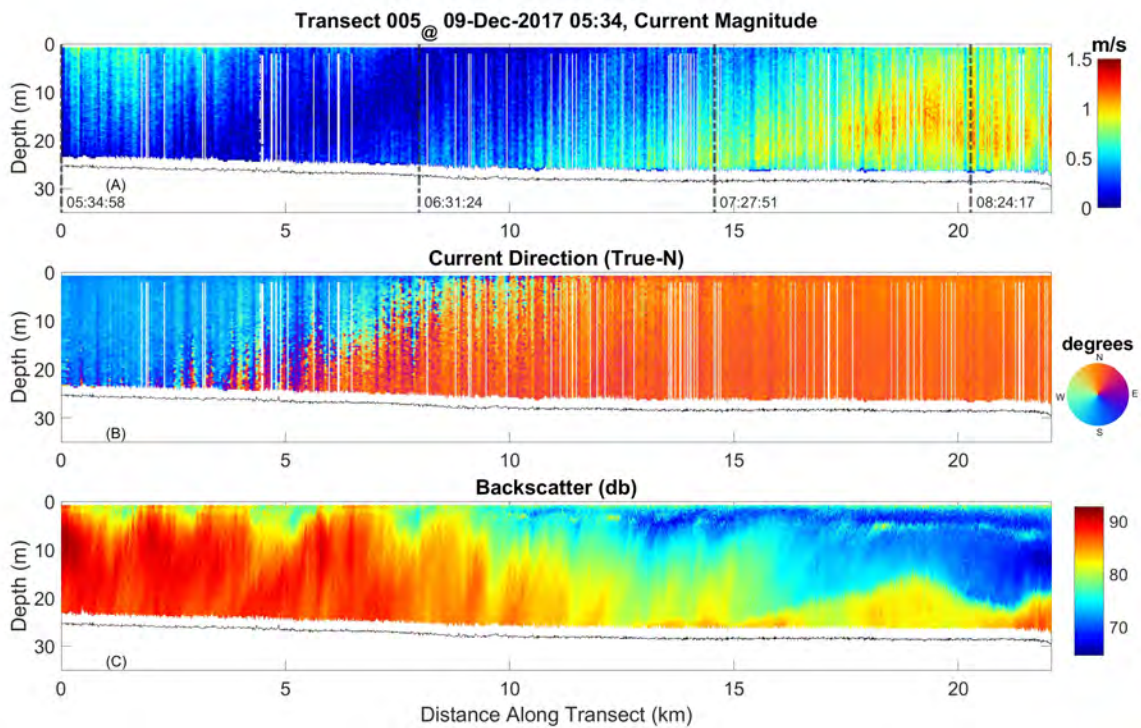 Transect 005@ 09-Dec-2017 05:34, Current Magnitude
m/s
0
10
20
30
Depth (m)
1.5
1
0.5
0
(A)
05:34:58
06:31:24
07:27:51
08:24:17
0
5
10
15
20
Current Direction (True-N)
0
10
20
30
Depth (m)
degrees
N
W
E
S
(B)
0
5
10
15
20
Backscatter (db)
0
10
20
30
Depth (m)
90
80
70
(C)
0
5
10
15
20
Distance Along Transect (km)